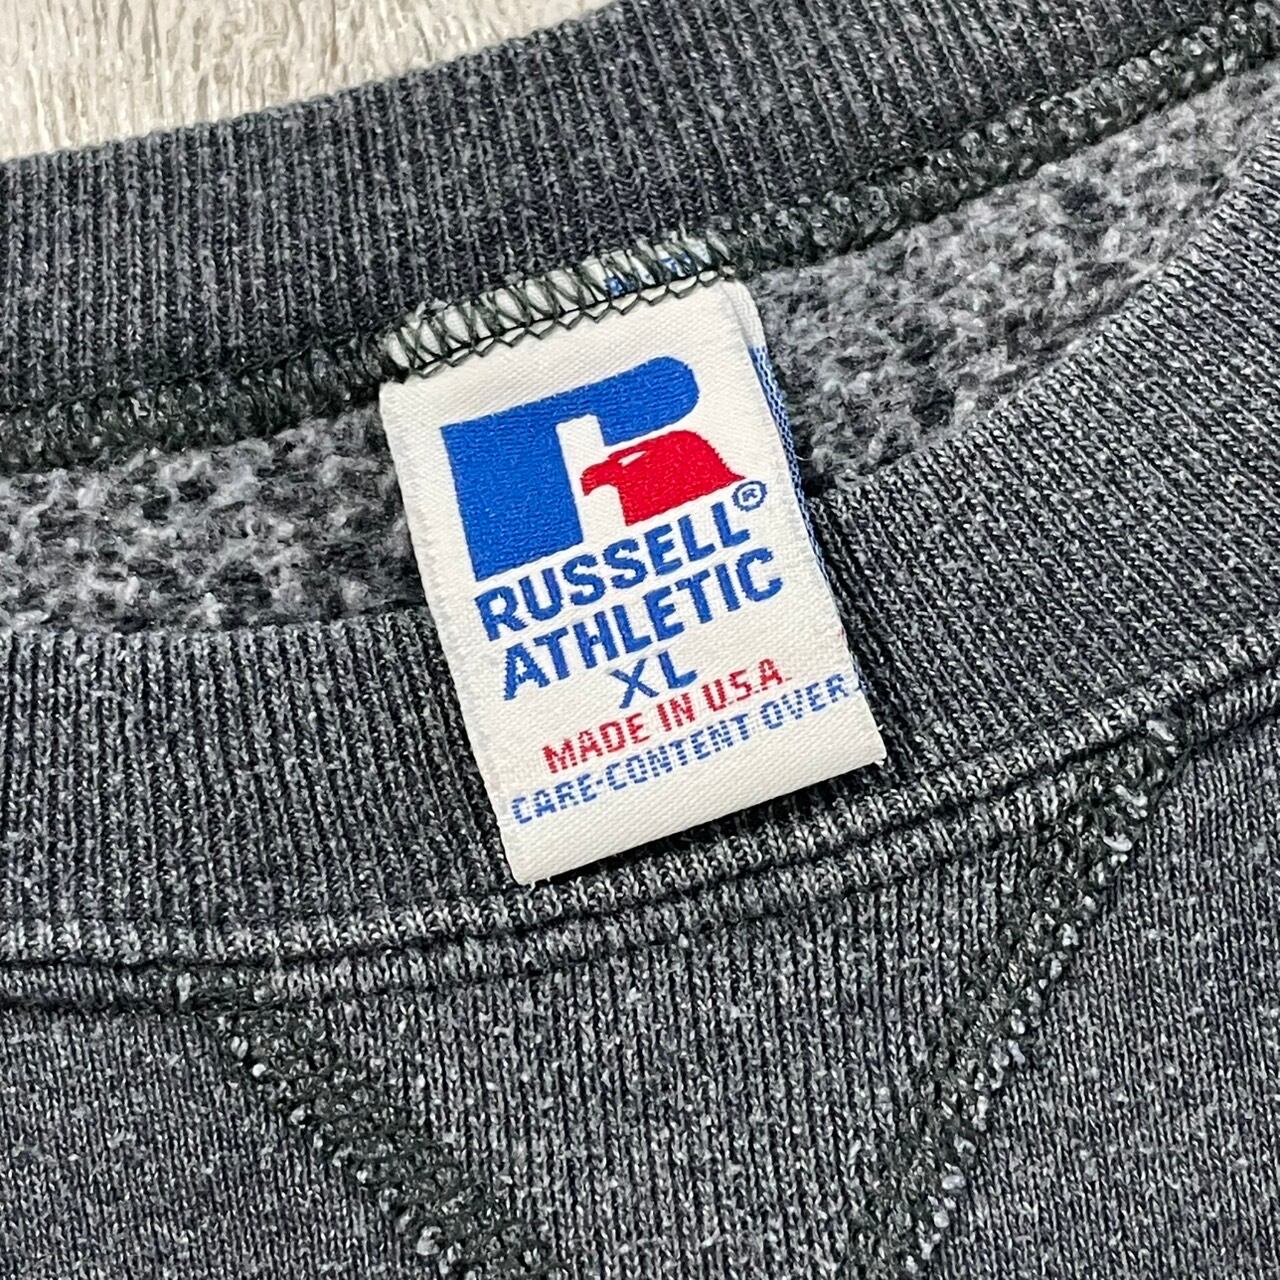 ®
RUSSELL
ATHLETIC
XL
MADE IN U.S.A.
CARE·CONTENT OVER